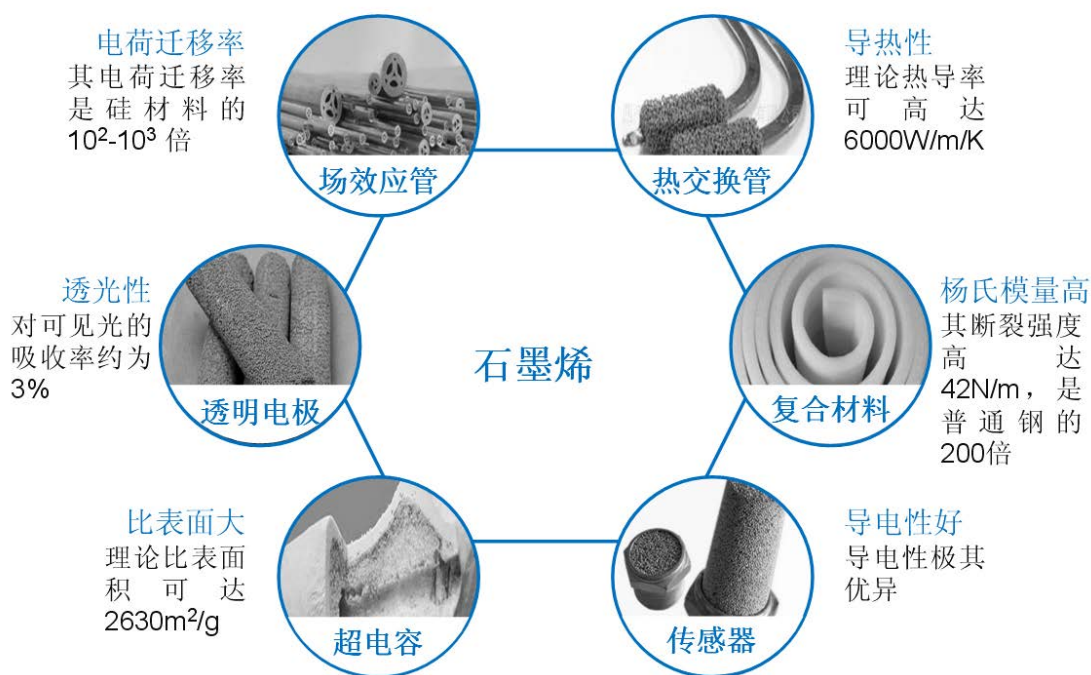 电荷迁移率
其电荷迁移率
是硅材料的
10²-10³ 倍
场效应管
导热性
理论热导率
可高达
6000W/m/K
热交换管
透光性
对可见光的
吸收率约为
3%
透明电极
石墨烯
杨氏模量高
其断裂强度
高达
42N/m，是
普通钢的
200倍
复合材料
比表面大
理论比表面
积可达
2630m²/g
超电容
导电性好
导电性极其
优异
传感器